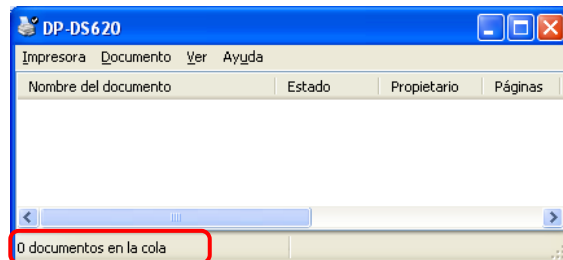 DP-DS620
Impresora Documento Ver Ayuda
Nombre del documento Estado Propietario Páginas
0 documentos en la cola